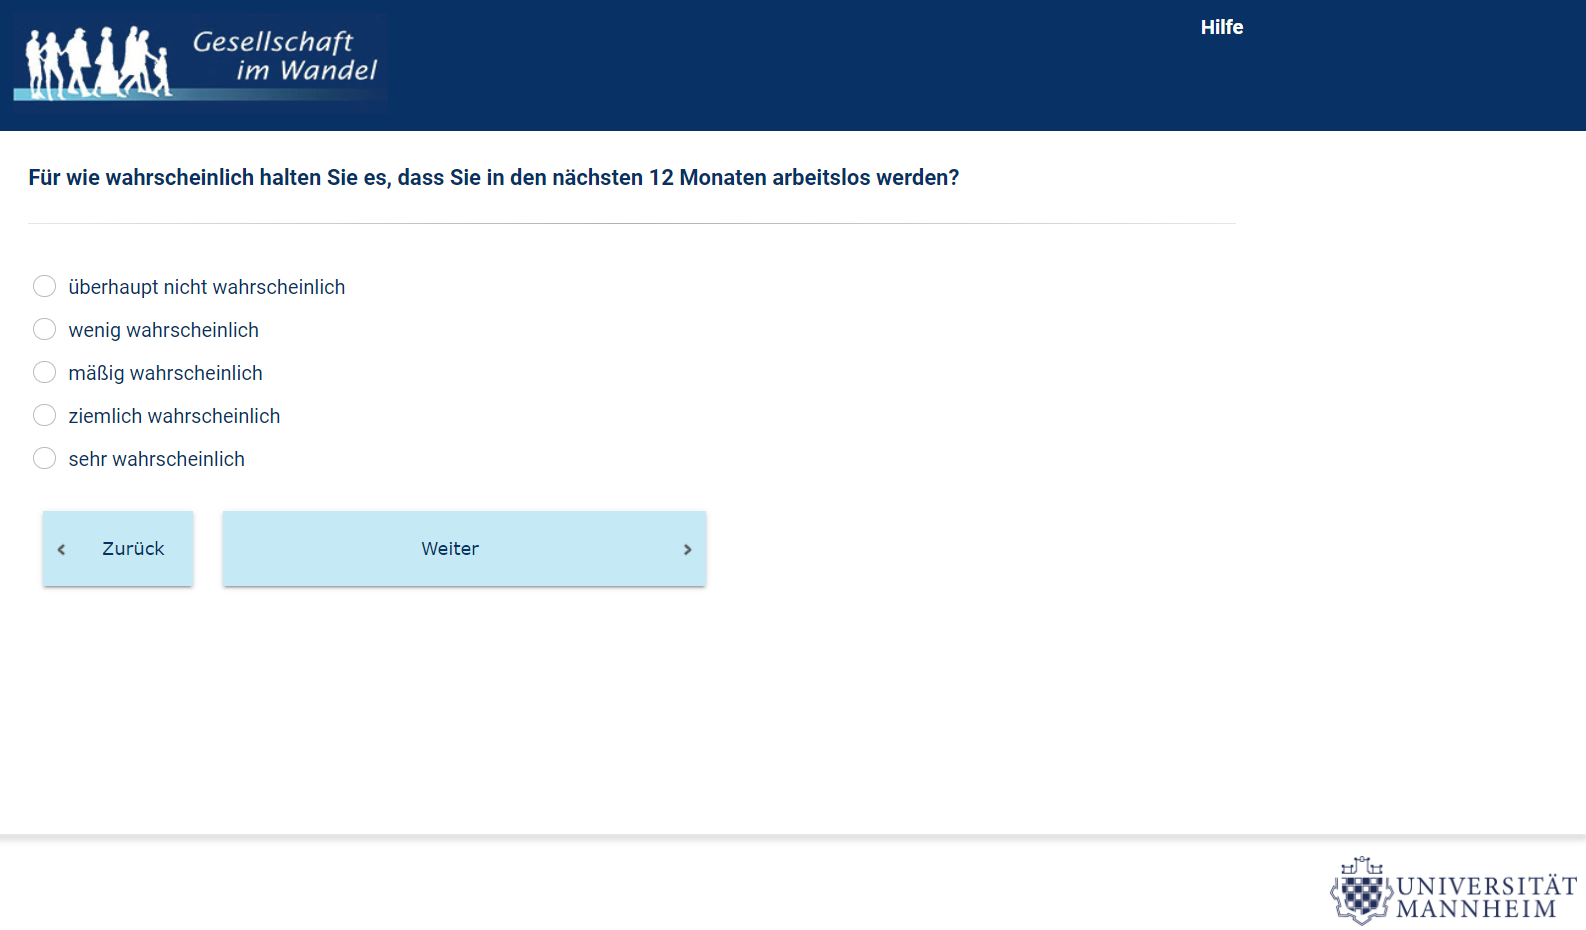 Gesellschaft
im Wandel
Hilfe
Für wie wahrscheinlich halten Sie es, dass Sie in den nächsten 12 Monaten arbeitslos werden?
überhaupt nicht wahrscheinlich
wenig wahrscheinlich
mäßig wahrscheinlich
ziemlich wahrscheinlich
sehr wahrscheinlich
Zurück
Weiter
UNIVERSITÄT
MANNHEIM